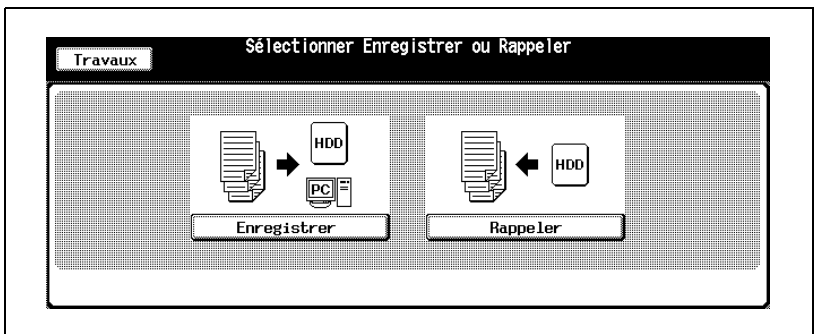 Sélectionner Enregistrer ou Rappeler
Travaux
HDD
HDD
PC
Enregistrer
Rappeler